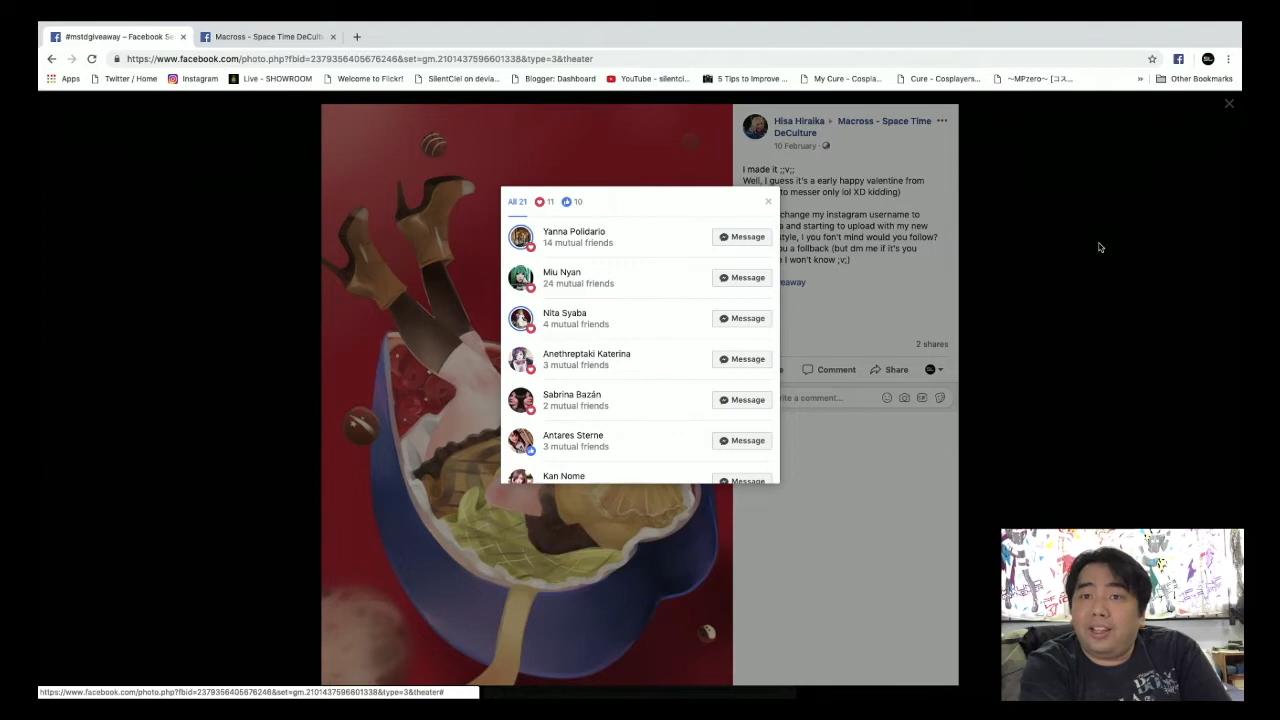 #mstdgiveaway – Facebook Se
Macross - Space Time DeCultu
https://www.facebook.com/photo.php?fbid=2379356405676246&set=gm.2101437596601338&type=3&theater
Apps
Twitter / Home
Instagram
Live - SHOWROOM
Welcome to Flickr!
SilentCiel on devia...
Blogger: Dashboard
YouTube - silentci...
5 Tips to Improve ...
My Cure - Cospla...
Cure - Cosplayers...
〜MPzero〜 [コス...
»
Other Bookmarks
Hisa Hiraika ▸ Macross - Space Time
DeCulture
10 February
I made it ;;v;;
Well, I guess it's a early happy valentine from
to messer only lol XD kidding)
change my instagram username to
a and starting to upload with my new
style, I you fon't mind would you follow?
u a follback (but dm me if it's you
I won't know ;v;)
eaway
2 shares
Comment
Share
rite a comment...
All 21
11
10
Yanna Polidario
14 mutual friends
Message
Miu Nyan
24 mutual friends
Message
Nita Syaba
4 mutual friends
Message
Anethreptaki Katerina
3 mutual friends
Message
Sabrina Bazán
2 mutual friends
Message
Antares Sterne
3 mutual friends
Message
Kan Nome
Message
https://www.facebook.com/photo.php?fbid=2379356405676246&set=gm.2101437596601338&type=3&theater#